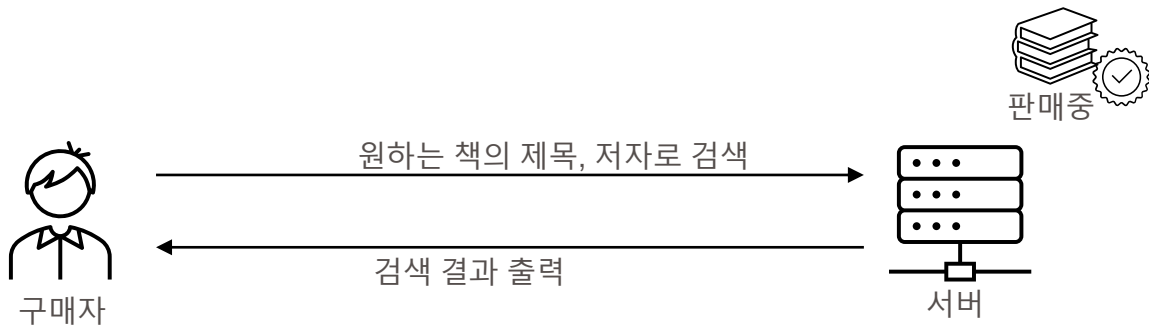 판매중
원하는 책의 제목, 저자로 검색
검색 결과 출력
구매자
서버